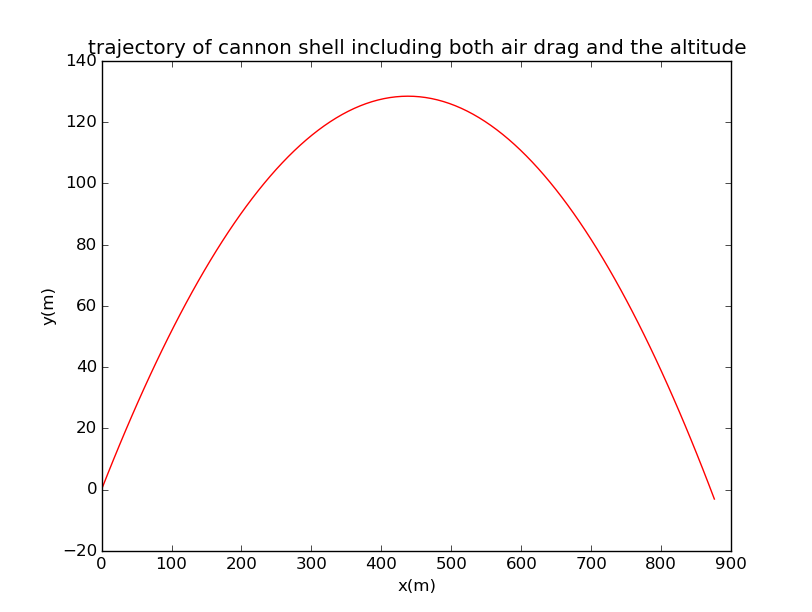 trajectory of cannon shell including both air drag and the altitude
140
120
100
80
60
40
20
0
−20
y(m)
0 100 200 300 400 500 600 700 800 900
x(m)